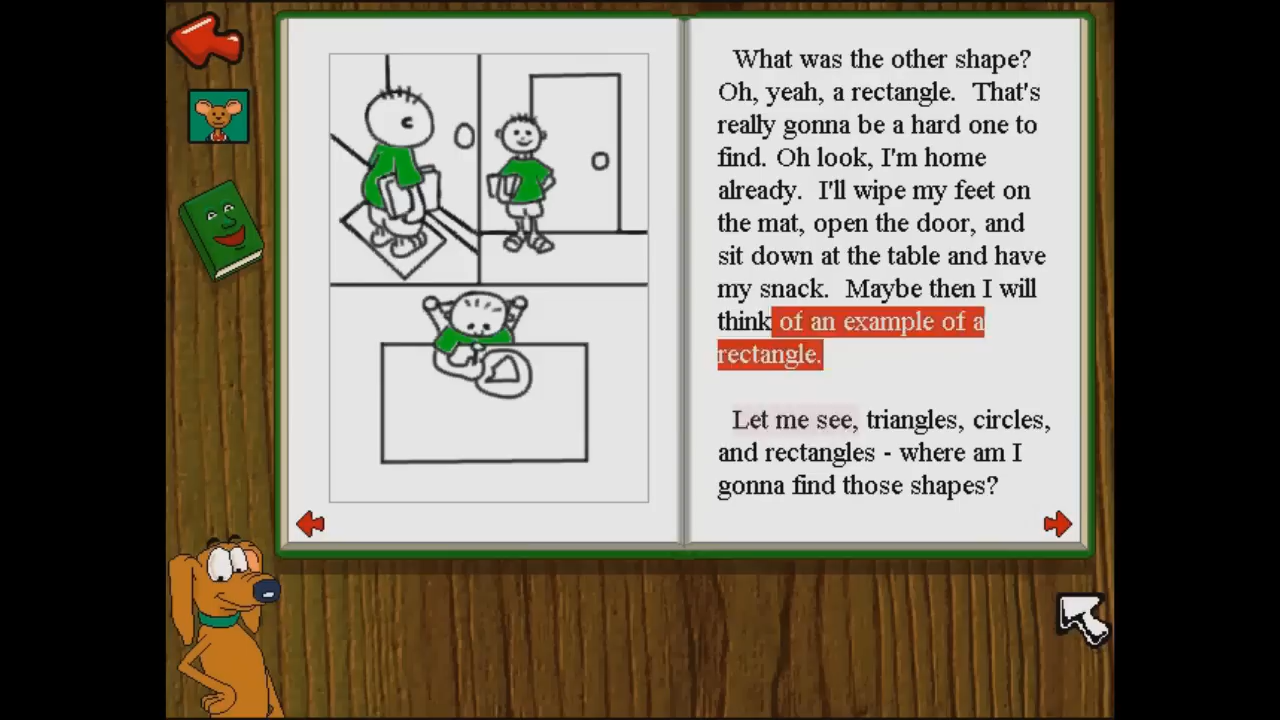 What was the other shape?
Oh, yeah, a rectangle.  That's
really gonna be a hard one to
find. Oh look, I'm home
already.  I'll wipe my feet on
the mat, open the door, and
sit down at the table and have
my snack.  Maybe then I will
think of an example of a
rectangle.
Let me see, triangles, circles,
and rectangles - where am I
gonna find those shapes?